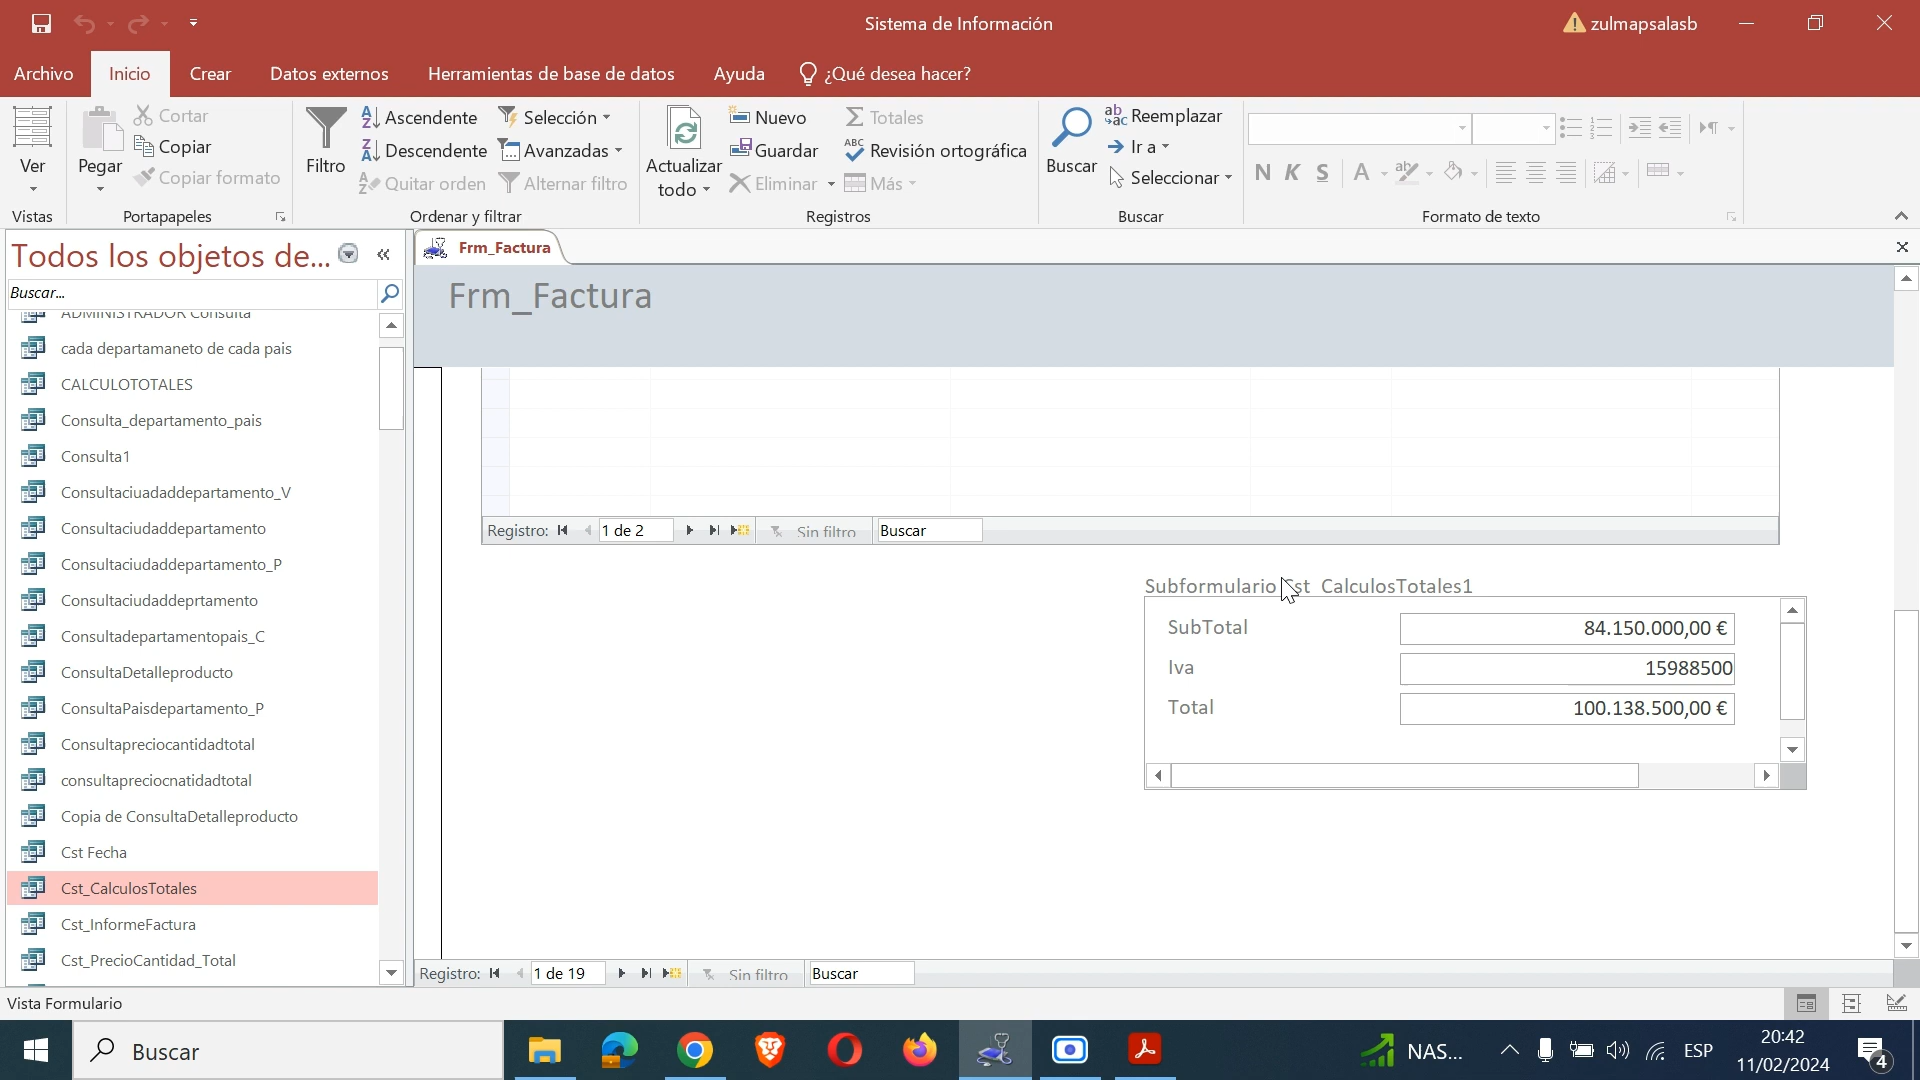 Sistema de Información
zulmapsalasb
Archivo
Inicio
Crear
Datos externos
Herramientas de base de datos
Ayuda
¿Qué desea hacer?
Ver
Vistas
Pegar
Cortar
Copiar
Copiar formato
Portapapeles
Filtro
Ascendente
Descendente
Quitar orden
Selección
Avanzadas
Alternar filtro
Ordenar y filtrar
Actualizar
todo
Nuevo
Guardar
Eliminar
Totales
Revisión ortográfica
Más
Registros
Buscar
Reemplazar
Ir a
Seleccionar
Buscar
N K S A
Formato de texto
Todos los objetos de...
Buscar...
ADMINISTRADOR Consulta
cada departamaneto de cada pais
CALCULOTOTALES
Consulta_departamento_pais
Consulta1
Consultaciuadaddepartamento_V
Consultaciudaddepartamento
Consultaciudaddepartamento_P
Consultaciudaddeprtamento
Consultadepartamentopais_C
ConsultaDetalleproducto
ConsultaPaisdepartamento_P
Consultapreciocantidadtotal
consultapreciocnatidadtotal
Copia de ConsultaDetalleproducto
Cst Fecha
Cst_CalculosTotales
Cst_InformeFactura
Cst_PrecioCantidad_Total
Frm_Factura
Frm_Factura
Registro: 1 de 2 Sin filtro Buscar
Subformulario Cst_CalculosTotales1
SubTotal 84.150.000,00 €
Iva 15988500
Total 100.138.500,00 €
Registro: 1 de 19 Sin filtro Buscar
Vista Formulario
Buscar
NAS...
ESP
20:42
11/02/2024
4